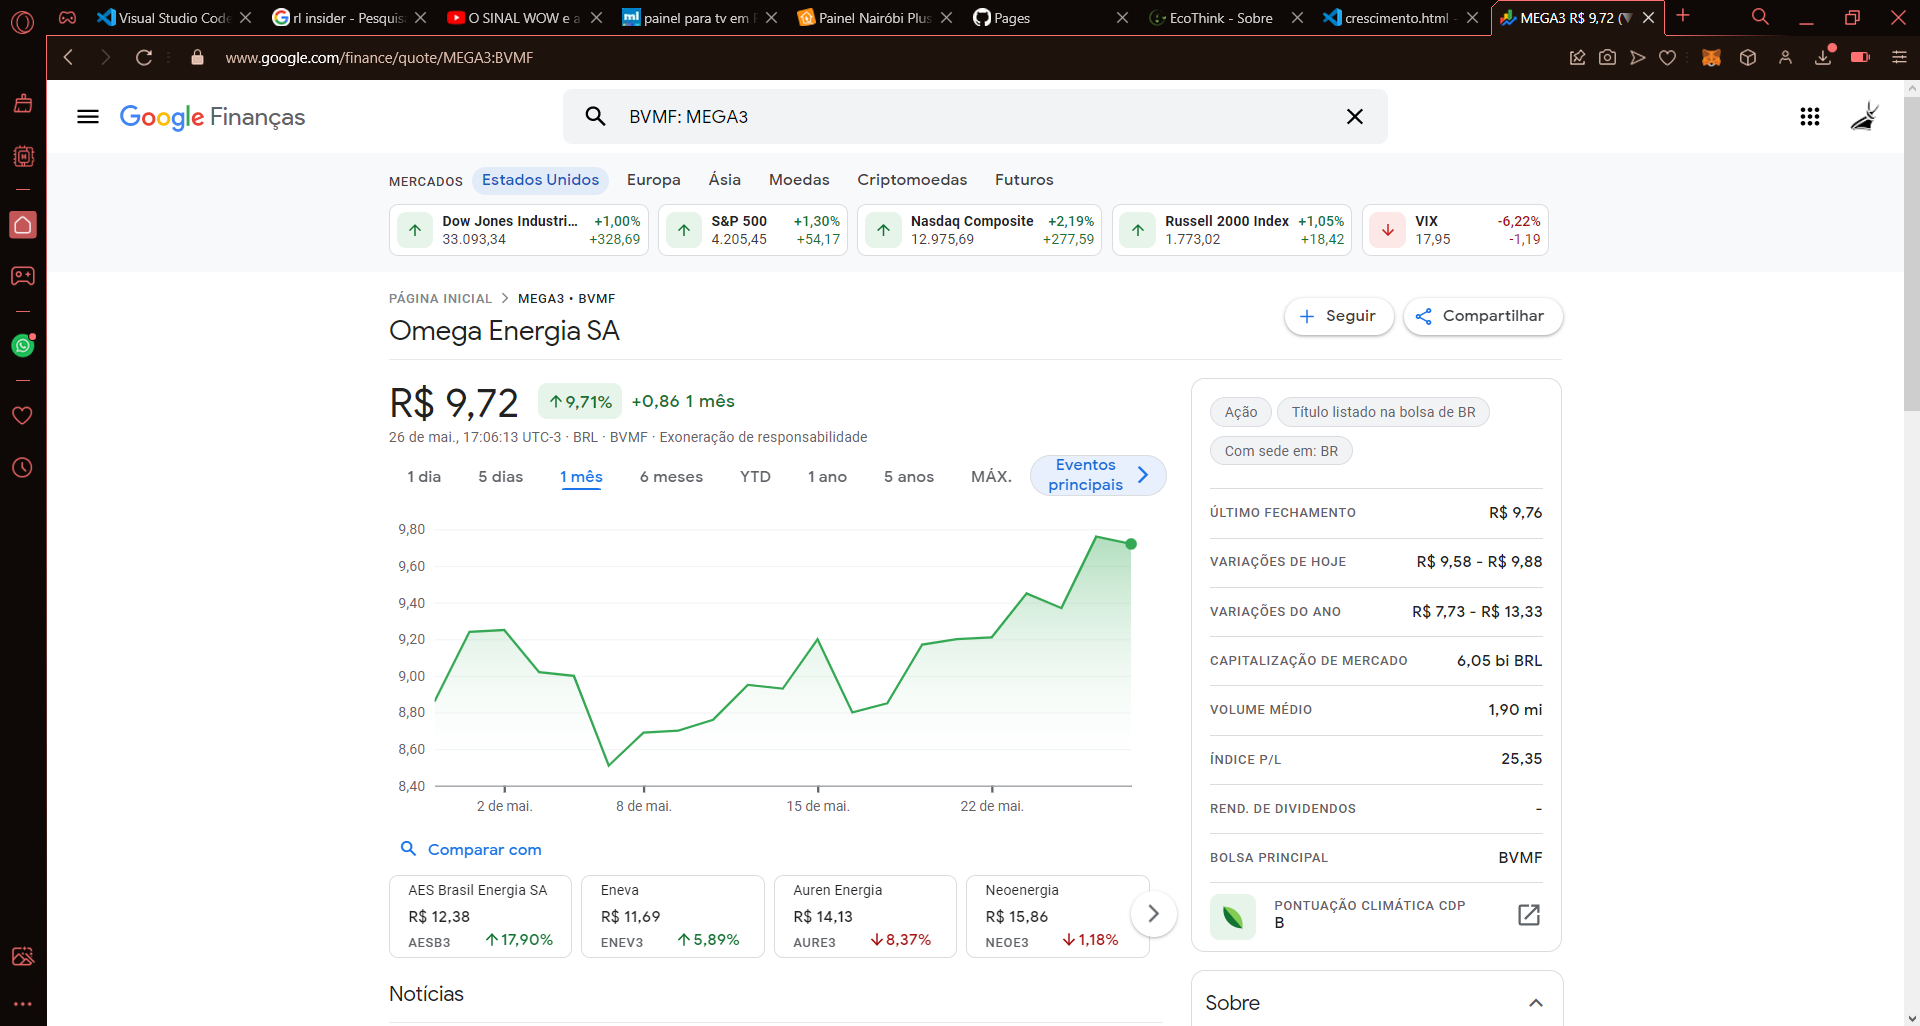 Visual Studio Code
rl insider - Pesquis
O SINAL WOW e a
painel para tv em
Painel Nairóbi Plus
Pages
EcoThink - Sobre
crescimento.html
MEGA3 R$ 9,72 (▼
www.google.com/finance/quote/MEGA3:BVMF
Google Finanças
BVMF: MEGA3
MERCADOS Estados Unidos Europa Ásia Moedas Criptomoedas Futuros
Dow Jones Industri... +1,00%
33.093,34 +328,69
S&P 500 +1,30%
4.205,45 +54,17
Nasdaq Composite +2,19%
12.975,69 +277,59
Russell 2000 Index +1,05%
1.773,02 +18,42
VIX -6,22%
17,95 -1,19
PÁGINA INICIAL > MEGA3 • BVMF
Omega Energia SA
+ Seguir
Compartilhar
R$ 9,72 ↑9,71% +0,86 1 mês
26 de mai., 17:06:13 UTC-3 · BRL · BVMF · Exoneração de responsabilidade
1 dia 5 dias 1 mês 6 meses YTD 1 ano 5 anos MÁX.
Eventos
principais
9,80
9,60
9,40
9,20
9,00
8,80
8,60
8,40
2 de mai. 8 de mai. 15 de mai. 22 de mai.
Comparar com
AES Brasil Energia SA
R$ 12,38
AESB3 ↑17,90%
Eneva
R$ 11,69
ENEV3 ↑5,89%
Auren Energia
R$ 14,13
AURE3 ↓8,37%
Neoenergia
R$ 15,86
NEOE3 ↓1,18%
Notícias
Ação
Título listado na bolsa de BR
Com sede em: BR
ÚLTIMO FECHAMENTO R$ 9,76
VARIAÇÕES DE HOJE R$ 9,58 - R$ 9,88
VARIAÇÕES DO ANO R$ 7,73 - R$ 13,33
CAPITALIZAÇÃO DE MERCADO 6,05 bi BRL
VOLUME MÉDIO 1,90 mi
ÍNDICE P/L 25,35
REND. DE DIVIDENDOS -
BOLSA PRINCIPAL BVMF
PONTUAÇÃO CLIMÁTICA CDP
B
Sobre